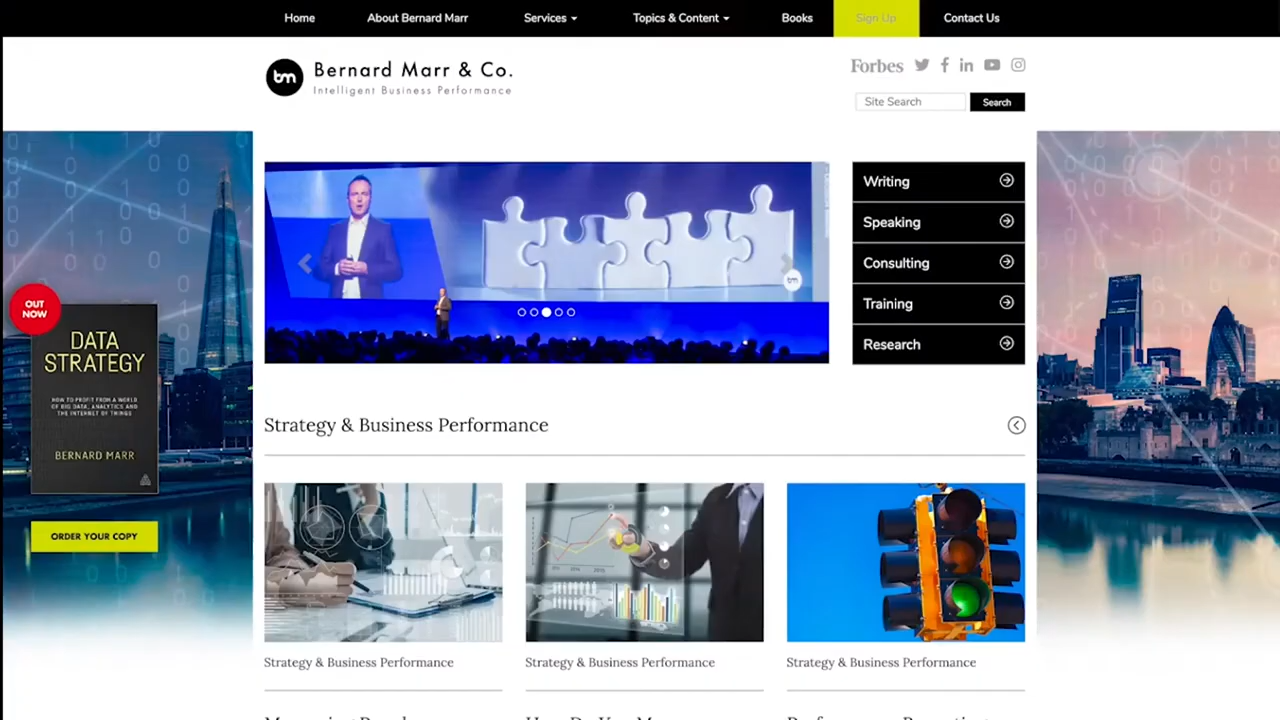 Home
About Bernard Marr
Services
Topics & Content
Books
Sign Up
Contact Us
bm
Bernard Marr & Co.
Intelligent Business Performance
Forbes
Site Search
Search
Writing
Speaking
Consulting
Training
Research
bm
OUT
NOW
DATA
STRATEGY
HOW TO PROFIT FROM A WORLD
OF BIG DATA, ANALYTICS AND
THE INTERNET OF THINGS
BERNARD MARR
ORDER YOUR COPY
Strategy & Business Performance
Strategy & Business Performance
Strategy & Business Performance
Strategy & Business Performance